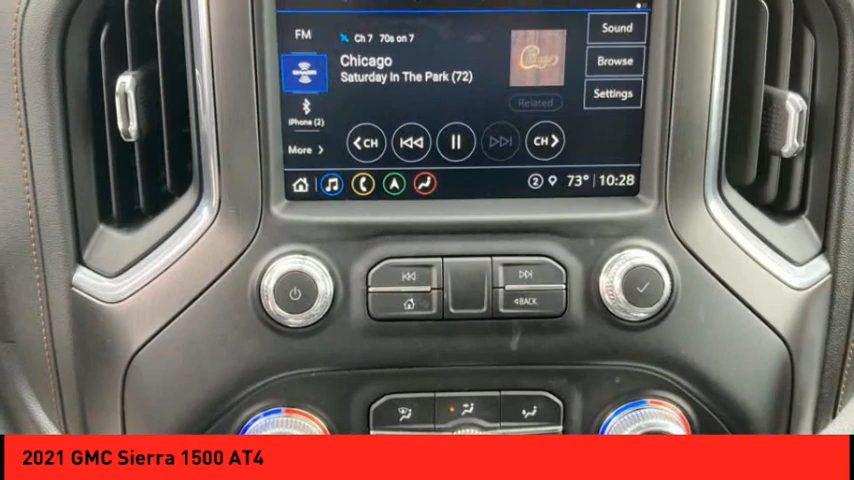 FM
Ch 7 70s on 7
Chicago
Saturday In The Park (72)
Chicago
Related
Sound
Browse
Settings
iPhone (2)
More >
<CH
CH>
2 73° 10:28
<BACK
2021 GMC Sierra 1500 AT4